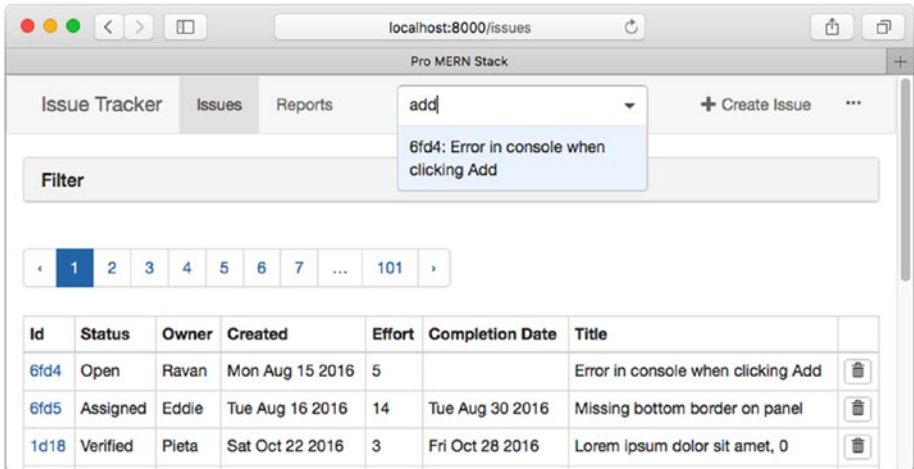 localhost:8000/issues
Pro MERN Stack
+
Issue Tracker Issues Reports add + Create Issue ...
6fd4: Error in console when
clicking Add
Filter
‹ 1 2 3 4 5 6 7 ... 101 ›
Id Status Owner Created Effort Completion Date Title
6fd4 Open Ravan Mon Aug 15 2016 5 Error in console when clicking Add
6fd5 Assigned Eddie Tue Aug 16 2016 14 Tue Aug 30 2016 Missing bottom border on panel
1d18 Verified Pieta Sat Oct 22 2016 3 Fri Oct 28 2016 Lorem ipsum dolor sit amet, 0